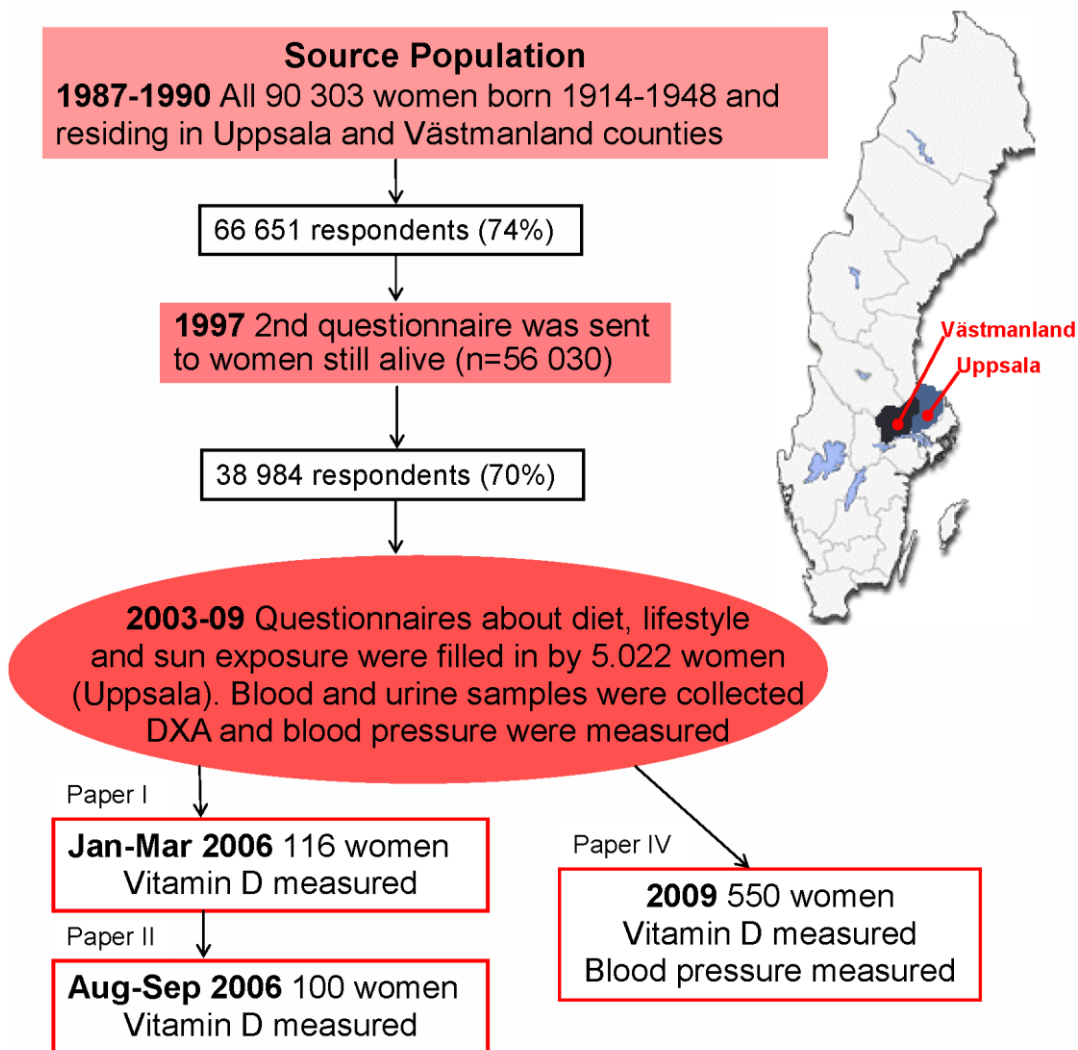 Source Population
1987-1990 All 90 303 women born 1914-1948 and
residing in Uppsala and Västmanland counties
66 651 respondents (74%)
1997 2nd questionnaire was sent
to women still alive (n=56 030)
38 984 respondents (70%)
Västmanland
Uppsala
2003-09 Questionnaires about diet, lifestyle
and sun exposure were filled in by 5.022 women
(Uppsala). Blood and urine samples were collected
DXA and blood pressure were measured
Paper I
Jan-Mar 2006 116 women
Vitamin D measured
Paper II
Aug-Sep 2006 100 women
Vitamin D measured
Paper IV
2009 550 women
Vitamin D measured
Blood pressure measured